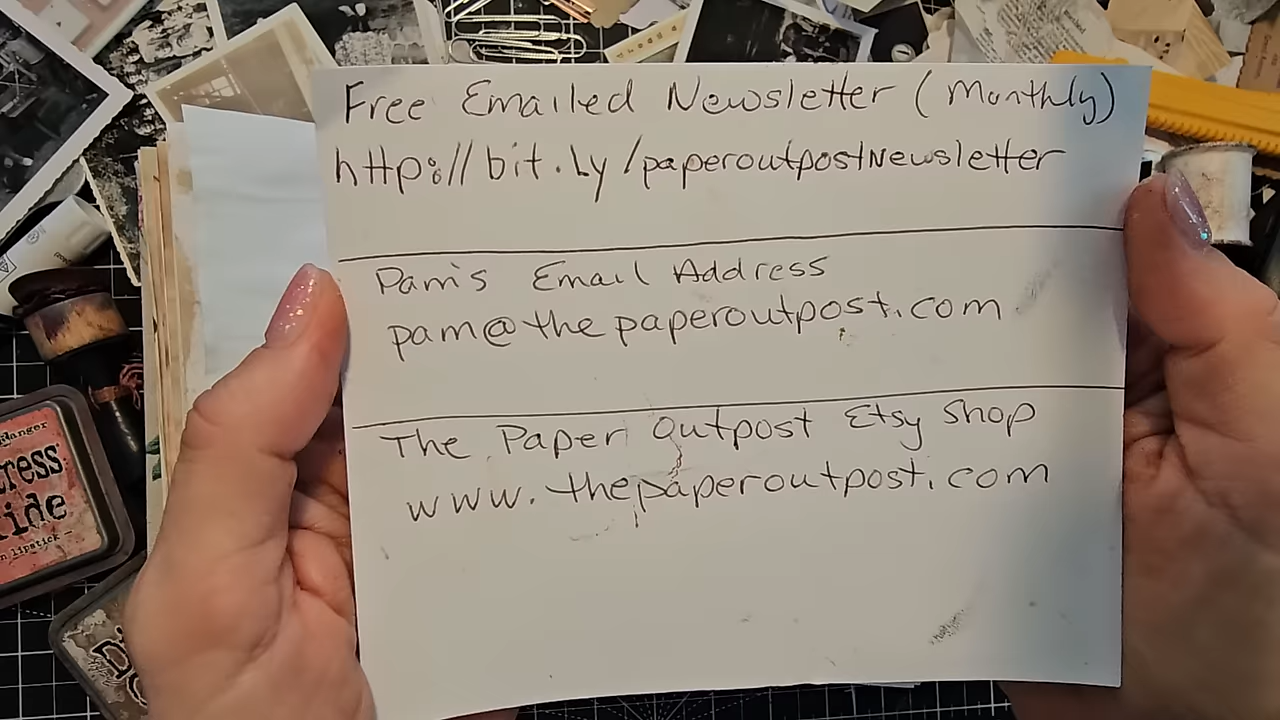 Free Emailed Newsletter (Monthly)
http://bit.ly/paperoutpostNewsletter
Pam's Email Address
pam@thepaperoutpost.com
The Paper Outpost Etsy Shop
www.thepaperoutpost.com
Ranger